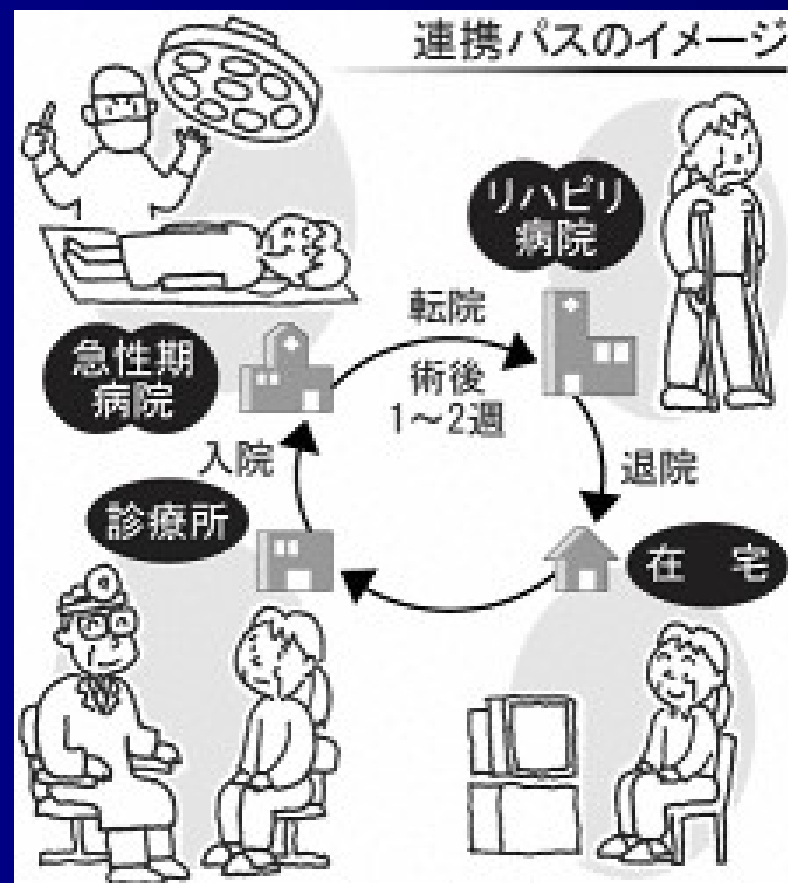 連携パスのイメージ
リハビリ
病院
転院
術後
1～2週
急性期
病院
入院
退院
診療所
在 宅